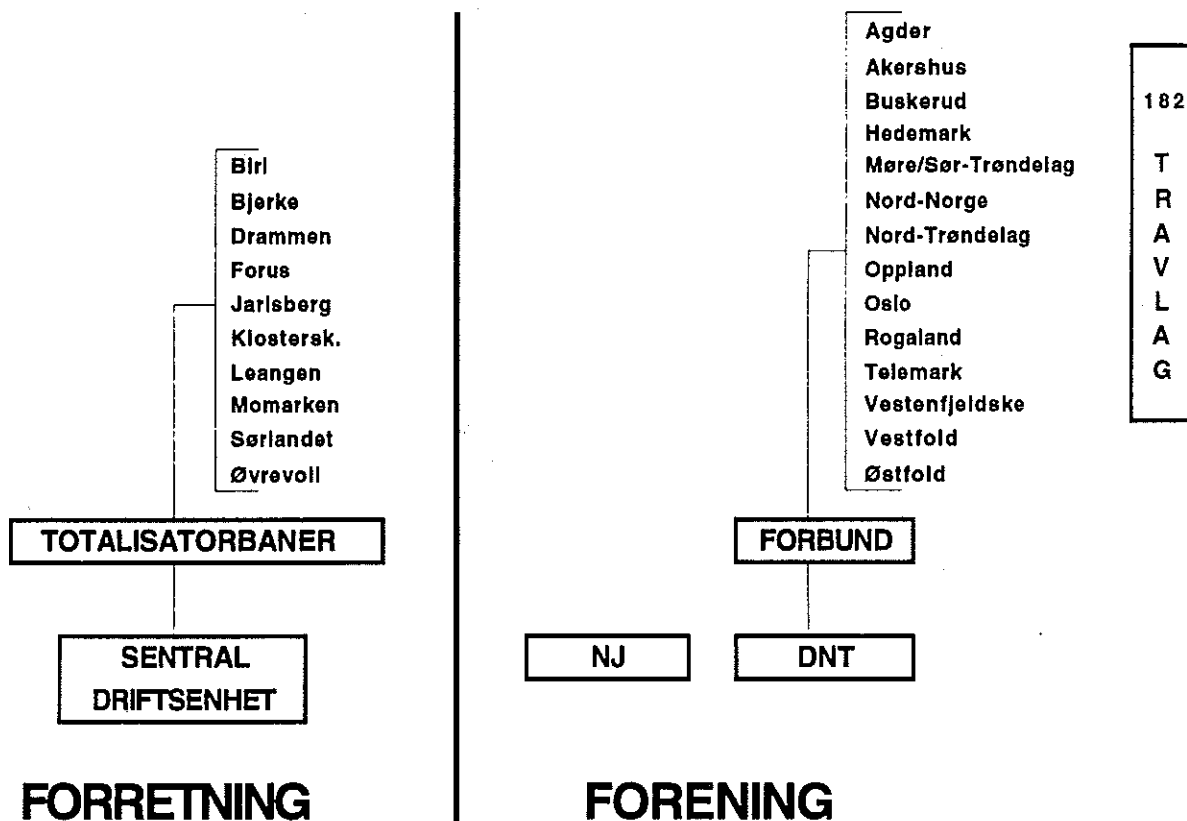 Biri
Bjerke
Drammen
Forus
Jarlsberg
Klostersk.
Leangen
Momarken
Sørlandet
Øvrevoll
TOTALISATORBANER
SENTRAL
DRIFTSENHET
FORRETNING
Agder
Akershus
Buskerud
Hedemark
Møre/Sør-Trøndelag
Nord-Norge
Nord-Trøndelag
Oppland
Oslo
Rogaland
Telemark
Vestenfjeldske
Vestfold
Østfold
FORBUND
NJ
DNT
FORENING
182
T
R
A
V
L
A
G